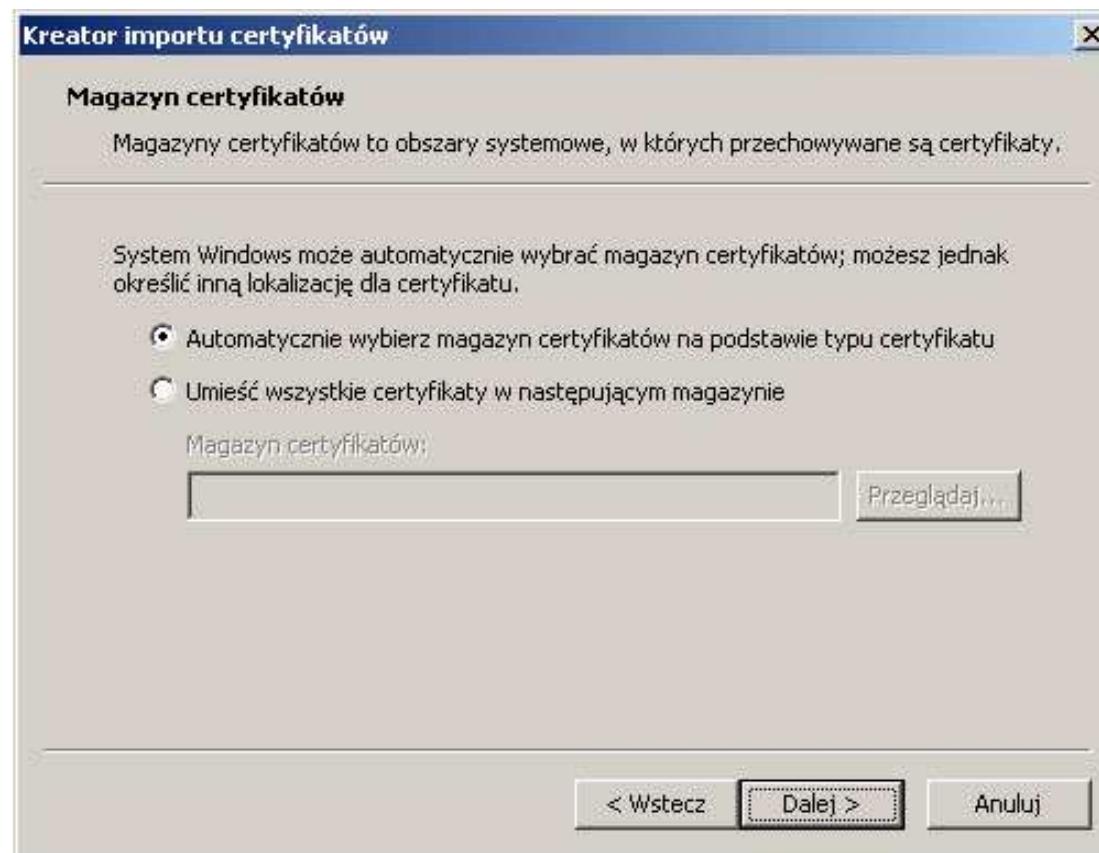 Kreator importu certyfikatów
Magazyn certyfikatów
Magazyny certyfikatów to obszary systemowe, w których przechowywane są certyfikaty.
System Windows może automatycznie wybrać magazyn certyfikatów; możesz jednak
określić inną lokalizację dla certyfikatu.
Automatycznie wybierz magazyn certyfikatów na podstawie typu certyfikatu
Umieść wszystkie certyfikaty w następującym magazynie
Magazyn certyfikatów:
Przeglądaj...
< Wstecz Dalej > Anuluj